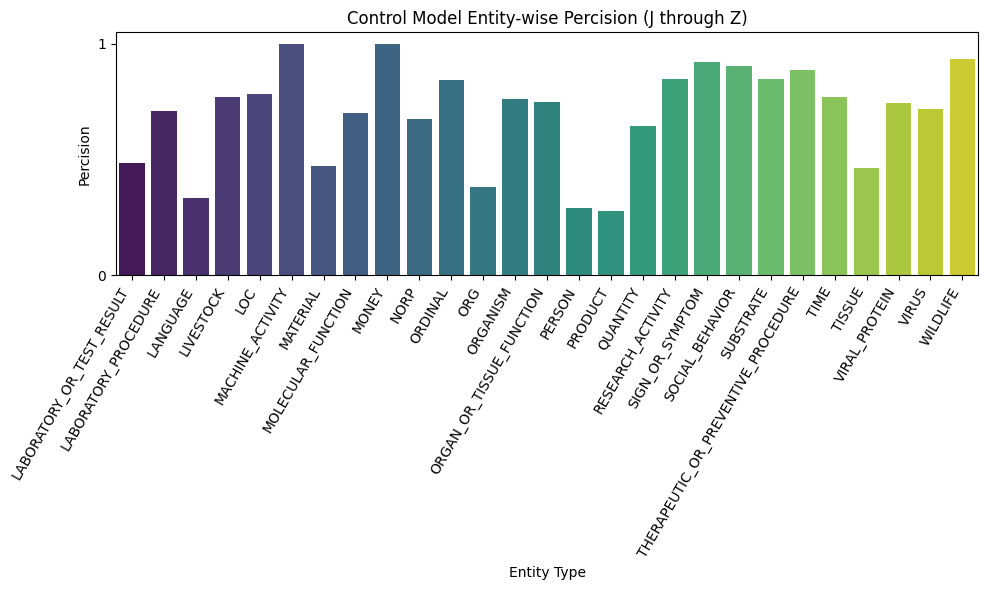 Control Model Entity-wise Percision (J through Z)
Percision
1
0
LABORATORY_OR_TEST_RESULT
LABORATORY_PROCEDURE
LANGUAGE
LIVESTOCK
LOC
MACHINE_ACTIVITY
MATERIAL
MOLECULAR_FUNCTION
MONEY
NORP
ORDINAL
ORG
ORGANISM
ORGAN_OR_TISSUE_FUNCTION
PERSON
PRODUCT
QUANTITY
RESEARCH_ACTIVITY
SIGN_OR_SYMPTOM
SOCIAL_BEHAVIOR
SUBSTRATE
THERAPEUTIC_OR_PREVENTIVE_PROCEDURE
TIME
TISSUE
VIRAL_PROTEIN
VIRUS
WILDLIFE
Entity Type